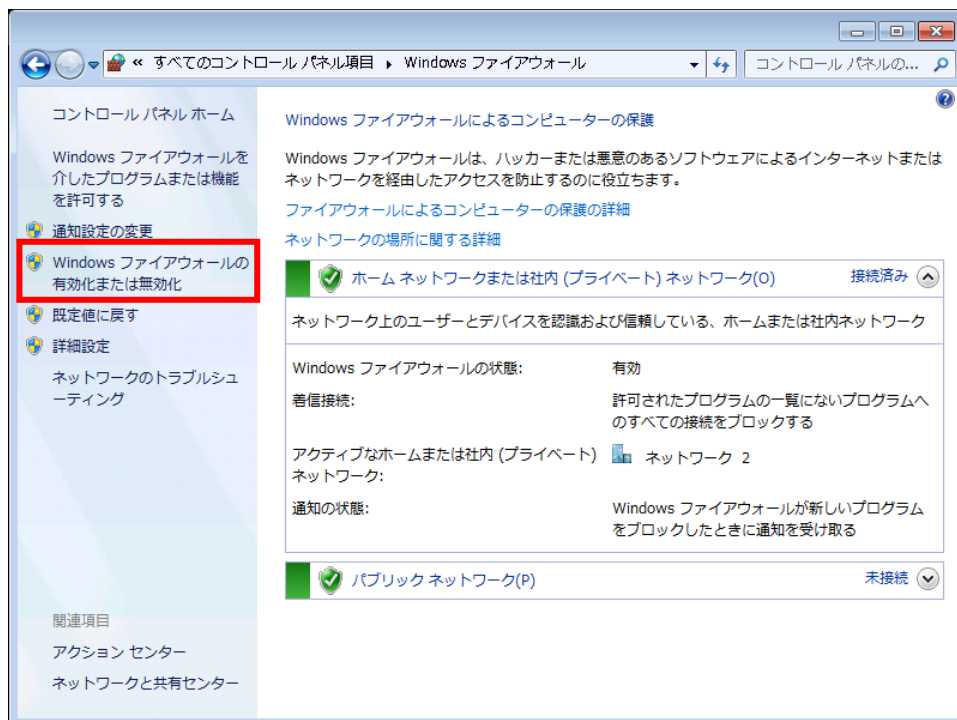 « すべてのコントロール パネル項目 ▸ Windows ファイアウォール
コントロール パネルの...
コントロール パネル ホーム
Windows ファイアウォールを
介したプログラムまたは機能
を許可する
通知設定の変更
Windows ファイアウォールの
有効化または無効化
既定値に戻す
詳細設定
ネットワークのトラブルシュ
ーティング
関連項目
アクション センター
ネットワークと共有センター
Windows ファイアウォールによるコンピューターの保護
Windows ファイアウォールは、ハッカーまたは悪意のあるソフトウェアによるインターネットまたは
ネットワークを経由したアクセスを防止するのに役立ちます。
ファイアウォールによるコンピューターの保護の詳細
ネットワークの場所に関する詳細
ホーム ネットワークまたは社内 (プライベート) ネットワーク(O) 接続済み
ネットワーク上のユーザーとデバイスを認識および信頼している、ホームまたは社内ネットワーク
Windows ファイアウォールの状態: 有効
着信接続: 許可されたプログラムの一覧にないプログラムへ
のすべての接続をブロックする
アクティブなホームまたは社内 (プライベート) ネットワーク 2
ネットワーク:
通知の状態: Windows ファイアウォールが新しいプログラム
をブロックしたときに通知を受け取る
パブリック ネットワーク(P) 未接続